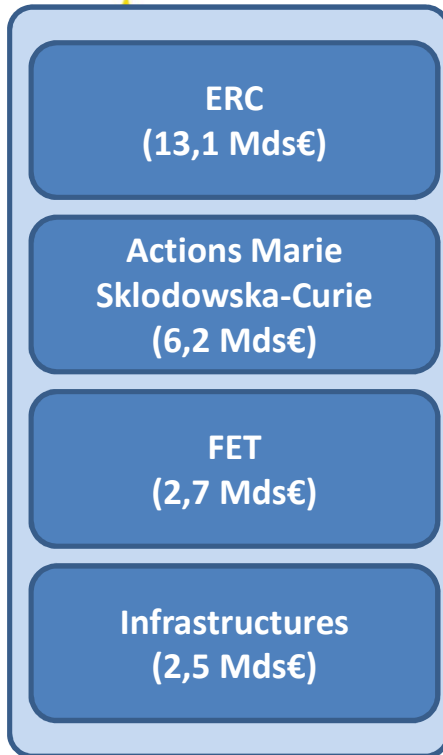 ERC
(13,1 Mds€)
Actions Marie
Sklodowska-Curie
(6,2 Mds€)
FET
(2,7 Mds€)
Infrastructures
(2,5 Mds€)